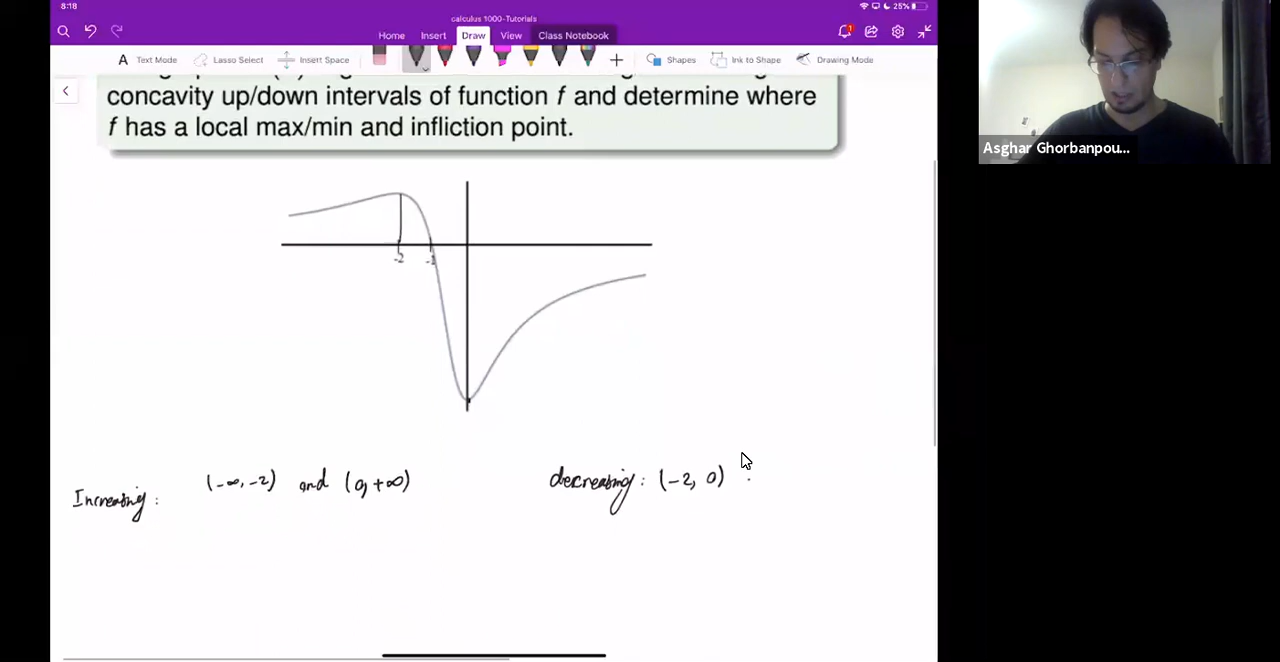 8:18
25%
calculus 1000-Tutorials
Home Insert Draw View Class Notebook
Text Mode Lasso Select Insert Space Shapes Ink to Shape Drawing Mode
concavity up/down intervals of function f and determine where
f has a local max/min and infliction point.
-2 -1
Increasing: (-∞, -2) and (0, +∞) decreasing: (-2, 0)
Asghar Ghorbanpou...